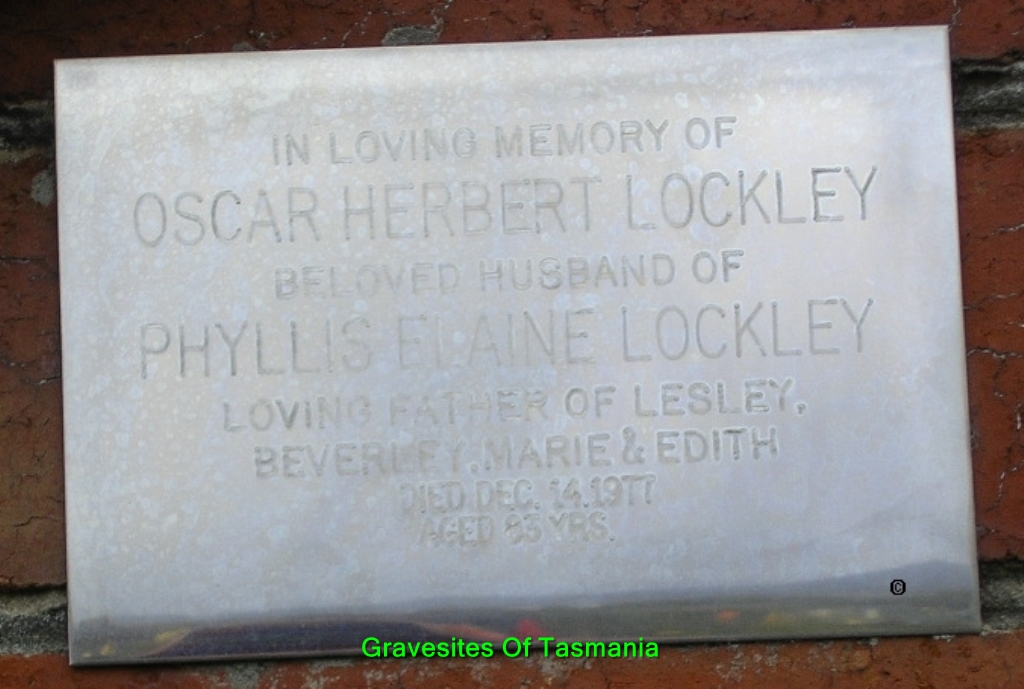 IN LOVING MEMORY OF
OSCAR HERBERT LOCKLEY
BELOVED HUSBAND OF
PHYLLIS ELAINE LOCKLEY
LOVING FATHER OF LESLEY,
BEVERLEY, MARIE & EDITH
DIED DEC. 14.1977
AGED 63 YRS.
©
Gravesites Of Tasmania